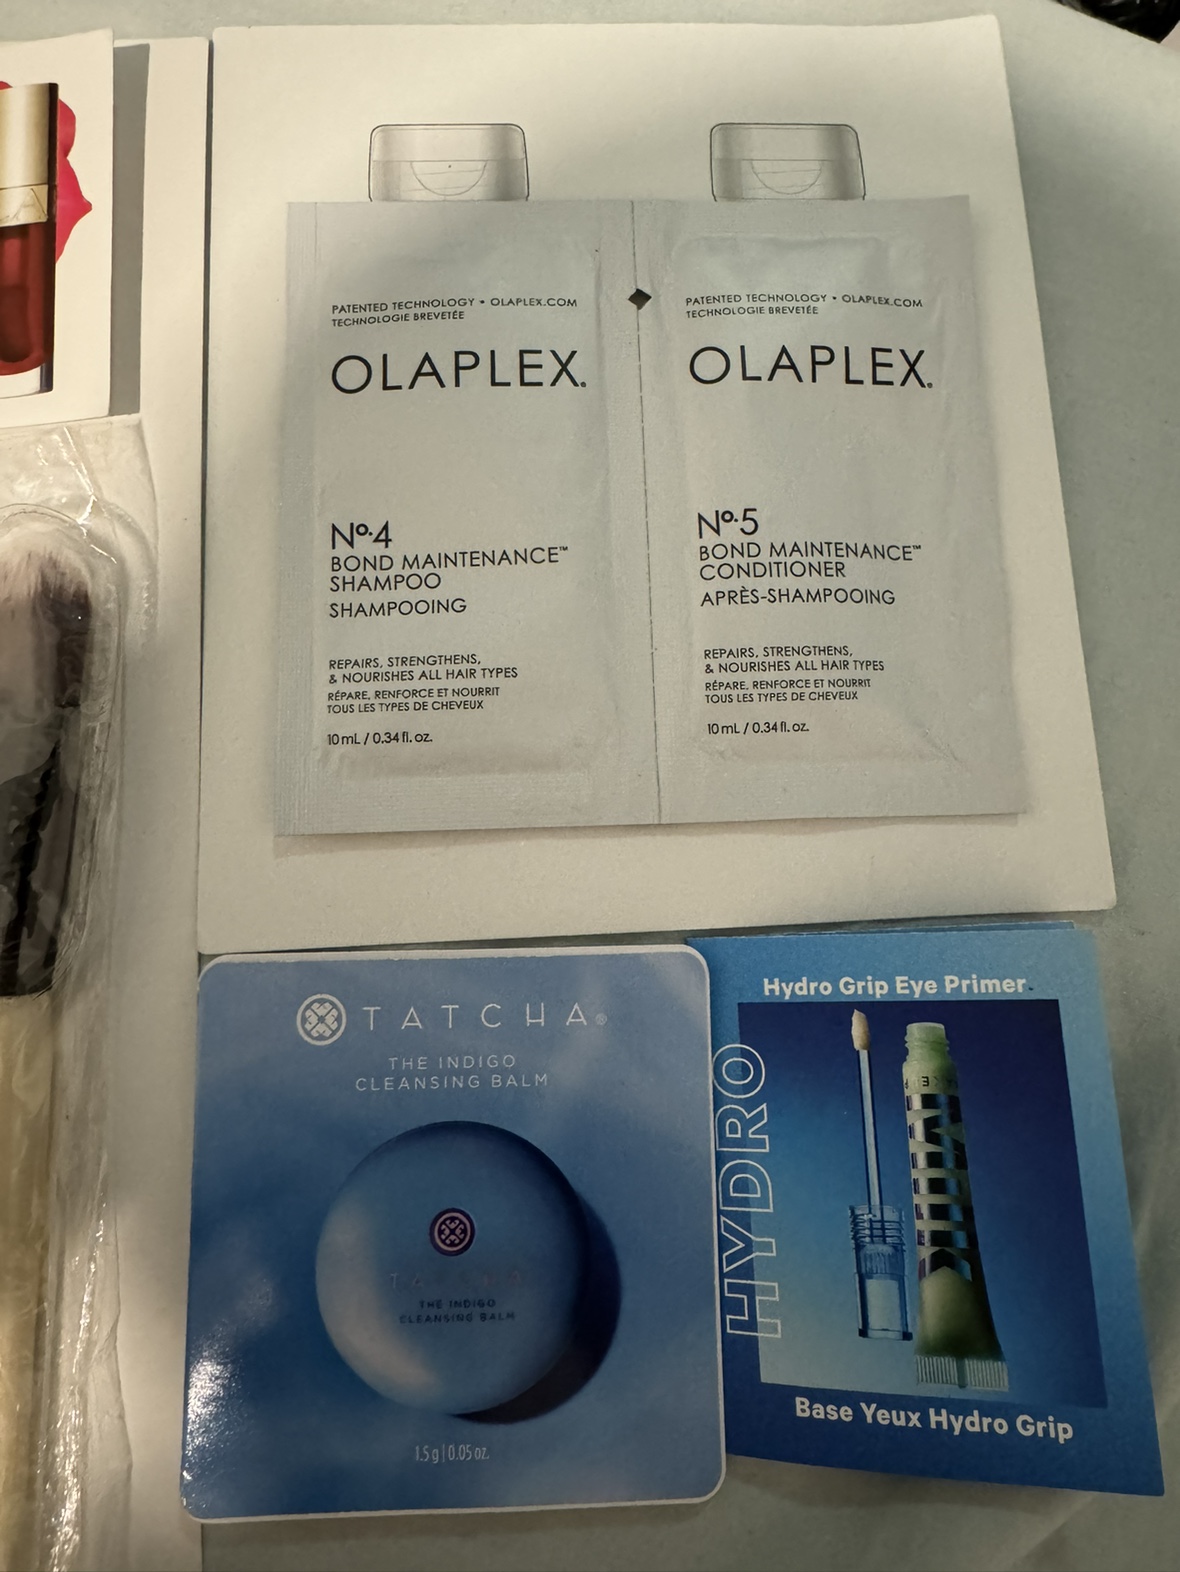 PATENTED TECHNOLOGY • OLAPLEX.COM
TECHNOLOGIE BREVETÉE
OLAPLEX®
Nº.4
BOND MAINTENANCE™
SHAMPOO
SHAMPOOING
REPAIRS, STRENGTHENS,
& NOURISHES ALL HAIR TYPES
RÉPARE, RENFORCE ET NOURRIT
TOUS LES TYPES DE CHEVEUX
10 mL / 0.34 fl. oz.
PATENTED TECHNOLOGY • OLAPLEX.COM
TECHNOLOGIE BREVETÉE
OLAPLEX®
Nº.5
BOND MAINTENANCE™
CONDITIONER
APRÈS-SHAMPOOING
REPAIRS, STRENGTHENS,
& NOURISHES ALL HAIR TYPES
RÉPARE, RENFORCE ET NOURRIT
TOUS LES TYPES DE CHEVEUX
10 mL / 0.34 fl. oz.
TATCHA®
THE INDIGO
CLEANSING BALM
TATCHA
THE INDIGO
CLEANSING BALM
1.5 g | 0.05 oz.
Hydro Grip Eye Primer
HYDRO
MILK
Base Yeux Hydro Grip